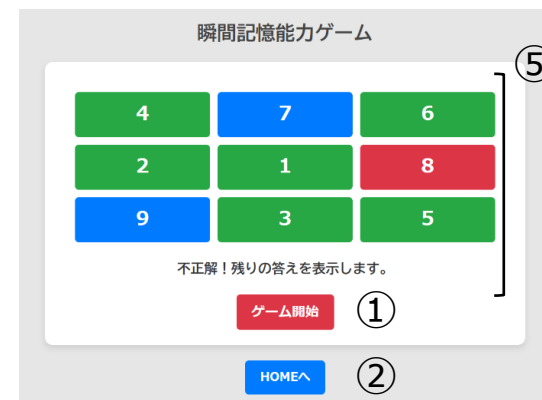 瞬間記憶能力ゲーム
⑤
4 7 6
2 1 8
9 3 5
不正解！残りの答えを表示します。
ゲーム開始 ①
HOMEへ ②